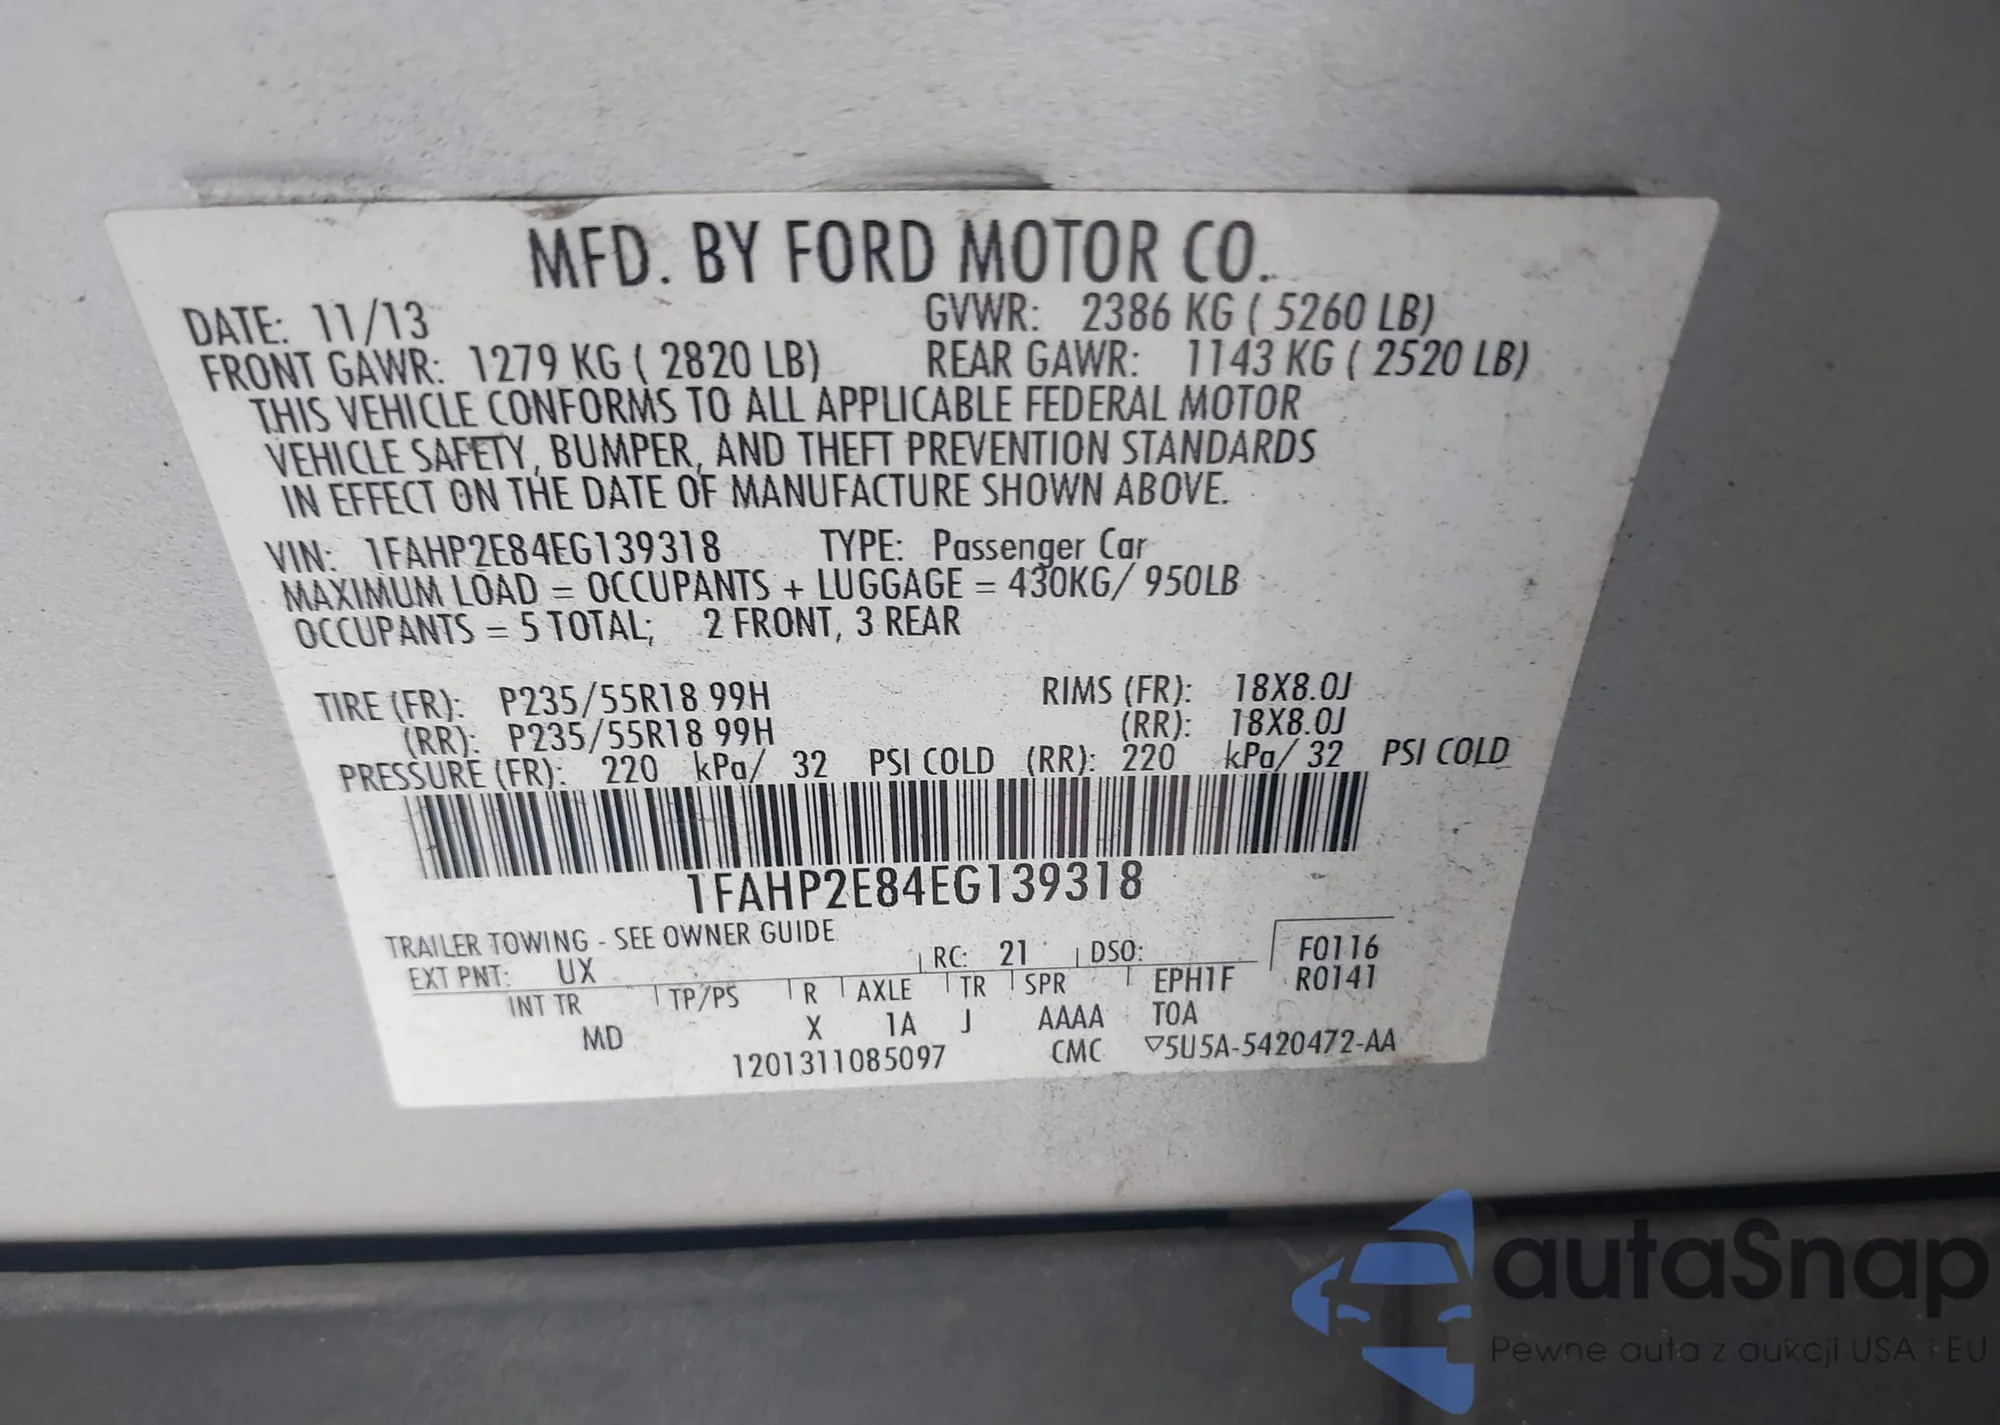 MFD. BY FORD MOTOR CO.
DATE: 11/13 GVWR: 2386 KG ( 5260 LB)
FRONT GAWR: 1279 KG ( 2820 LB) REAR GAWR: 1143 KG ( 2520 LB)
THIS VEHICLE CONFORMS TO ALL APPLICABLE FEDERAL MOTOR
VEHICLE SAFETY, BUMPER, AND THEFT PREVENTION STANDARDS
IN EFFECT ON THE DATE OF MANUFACTURE SHOWN ABOVE.
VIN: 1FAHP2E84EG139318 TYPE: Passenger Car
MAXIMUM LOAD = OCCUPANTS + LUGGAGE = 430KG/ 950LB
OCCUPANTS = 5 TOTAL; 2 FRONT, 3 REAR
TIRE (FR): P235/55R18 99H RIMS (FR): 18X8.0J
(RR): P235/55R18 99H (RR): 18X8.0J
PRESSURE (FR): 220 kPa/ 32 PSI COLD (RR): 220 kPa/ 32 PSI COLD
1FAHP2E84EG139318
TRAILER TOWING - SEE OWNER GUIDE
EXT PNT: UX RC: 21 DSO: F0116
INT TR TP/PS R AXLE TR SPR EPH1F R0141
MD X 1A J AAAA TOA
1201311085097 CMC ▽5U5A-5420472-AA
autaSnap
Pewne auta z aukcji USA i EU